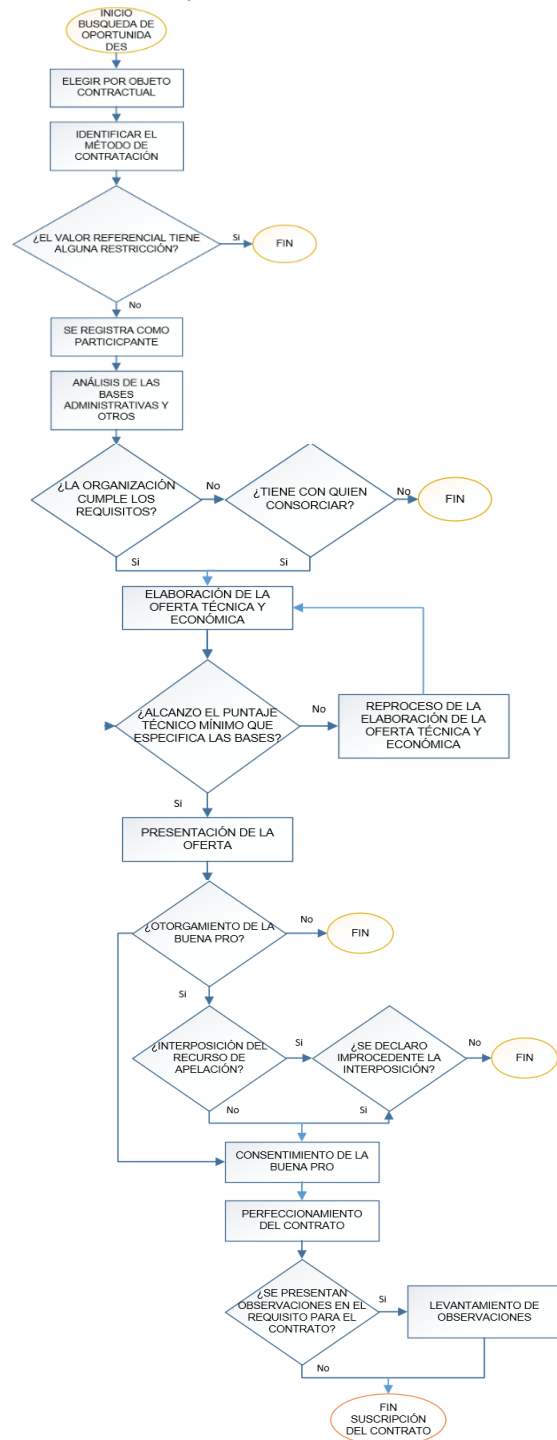 INICIO
BUSQUEDA DE
OPORTUNIDA
DES
ELEGIR POR OBJETO
CONTRACTUAL
IDENTIFICAR EL
MÉTODO DE
CONTRATACIÓN
¿EL VALOR REFERENCIAL TIENE
ALGUNA RESTRICCIÓN?
Si
FIN
No
SE REGISTRA COMO
PARTICICPANTE
ANÁLISIS DE LAS
BASES
ADMINISTRATIVAS Y
OTROS
¿LA ORGANIZACIÓN
CUMPLE LOS
REQUISITOS?
No
¿TIENE CON QUIEN
CONSORCIAR?
No
FIN
Si
Si
ELABORACIÓN DE LA
OFERTA TÉCNICA Y
ECONÓMICA
¿ALCANZO EL PUNTAJE
TÉCNICO MÍNIMO QUE
ESPECIFICA LAS BASES?
No
REPROCESO DE LA
ELABORACIÓN DE LA
OFERTA TÉCNICA Y
ECONÓMICA
Si
PRESENTACIÓN DE LA
OFERTA
¿OTORGAMIENTO DE LA
BUENA PRO?
No
FIN
Si
¿INTERPOSICIÓN DEL
RECURSO DE
APELACIÓN?
Si
¿SE DECLARO
IMPROCEDENTE LA
INTERPOSICIÓN?
No
FIN
No
Si
CONSENTIMIENTO DE LA
BUENA PRO
PERFECCIONAMIENTO
DEL CONTRATO
¿SE PRESENTAN
OBSERVACIONES EN EL
REQUISITO PARA EL
CONTRATO?
Si
LEVANTAMIENTO DE
OBSERVACIONES
No
FIN
SUSCRIPCIÓN
DEL CONTRATO